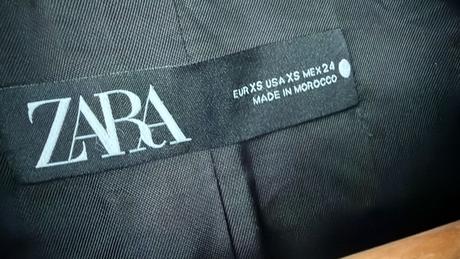 ZARA
EUR XS USA XS MEX 24
MADE IN MOROCCO